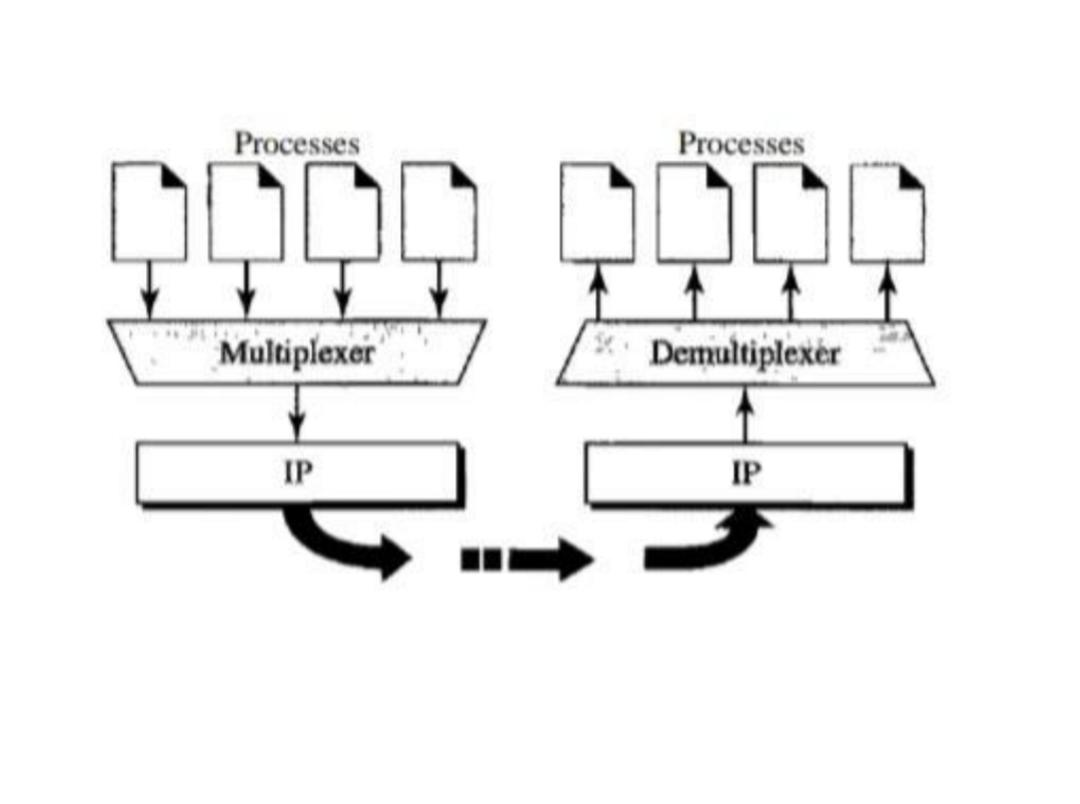 Processes
Processes
Multiplexer
Demultiplexer
IP
IP